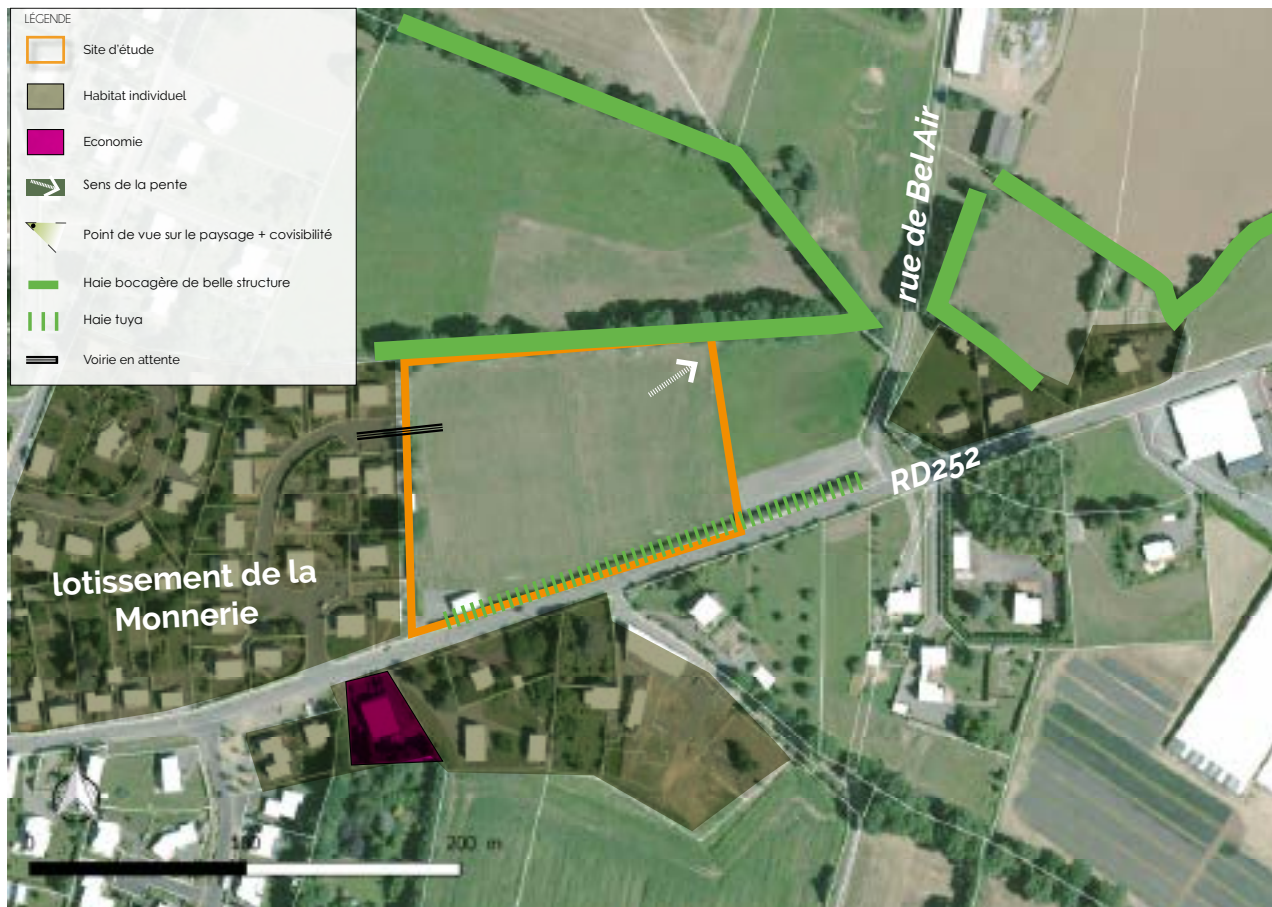 LÉGENDE
Site d'étude
Habitat individuel
Economie
Sens de la pente
Point de vue sur le paysage + covisibilité
Haie bocagère de belle structure
Haie tuya
Voirie en attente
rue de Bel Air
RD252
lotissement de la
Monnerie
0 100 200 m